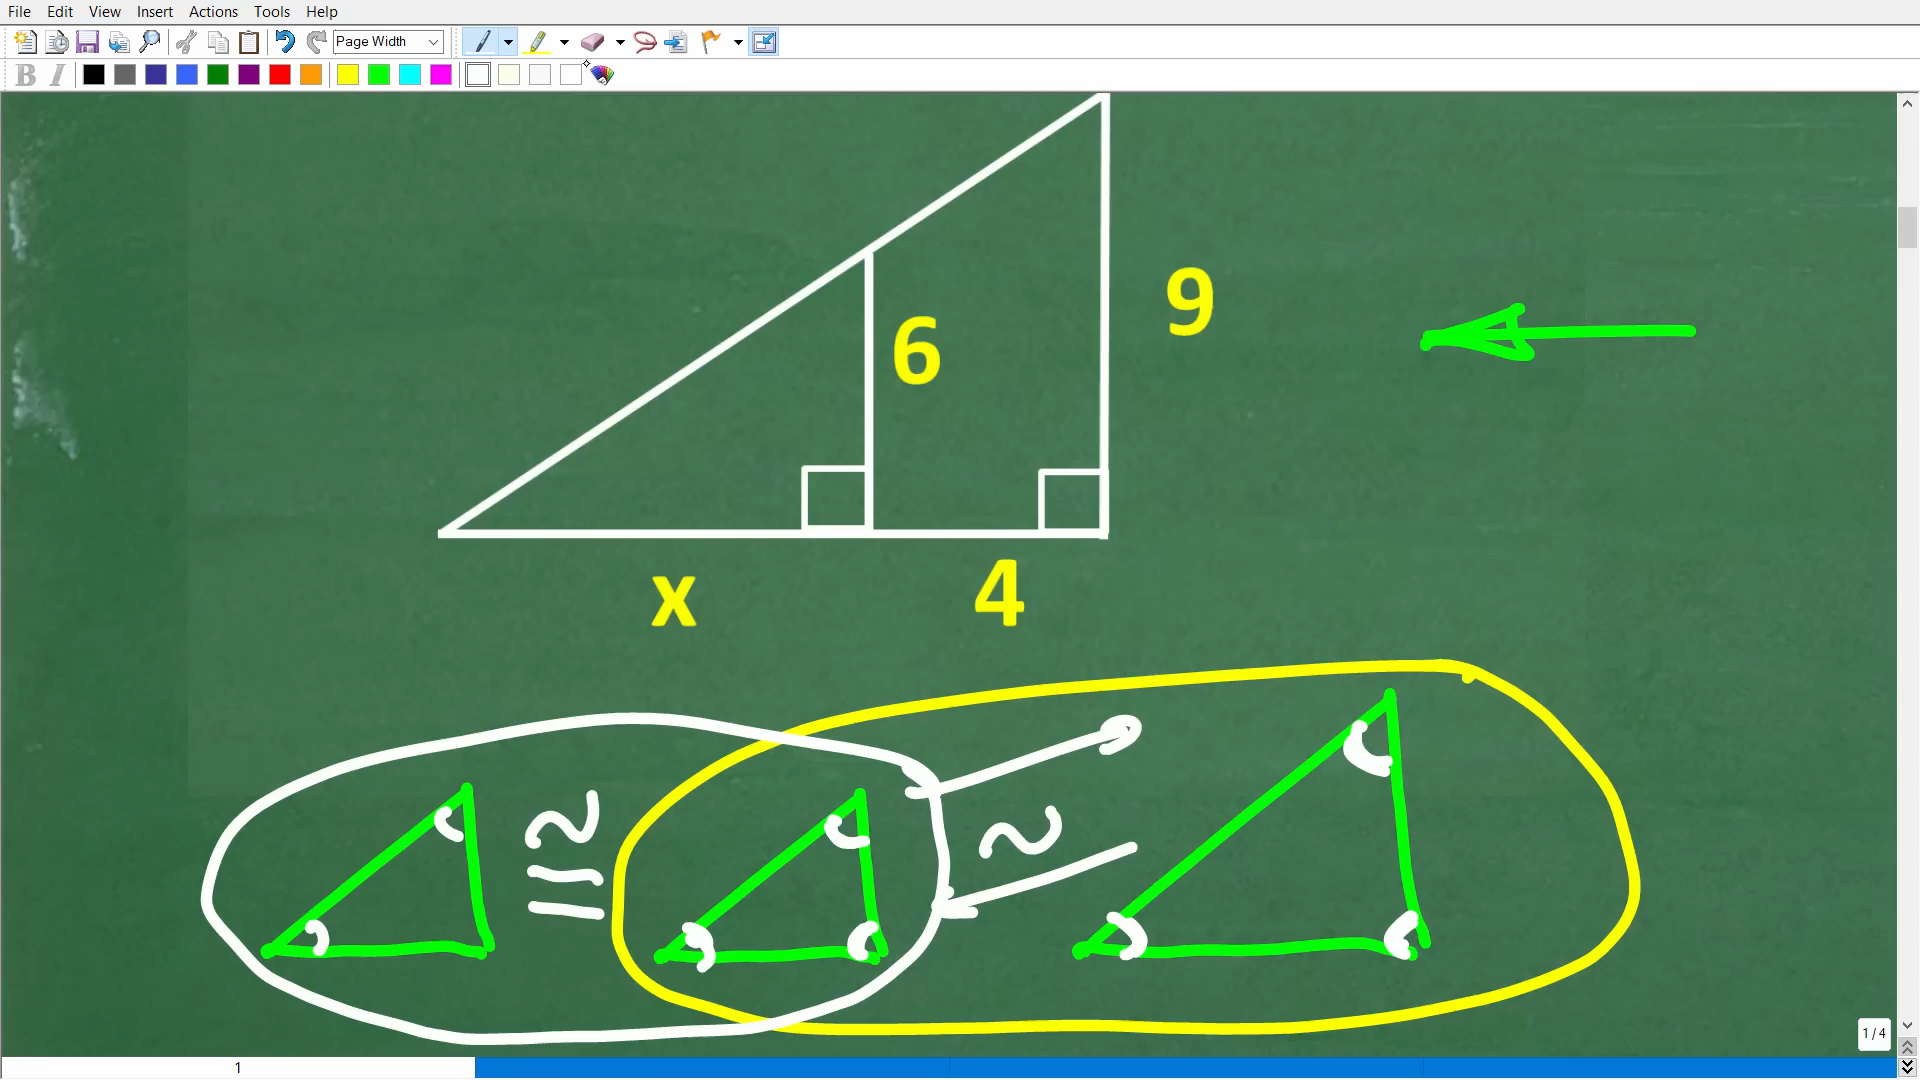 File Edit View Insert Actions Tools Help
Page Width
B I
9
6
x 4
≅ ~
1 / 4
1